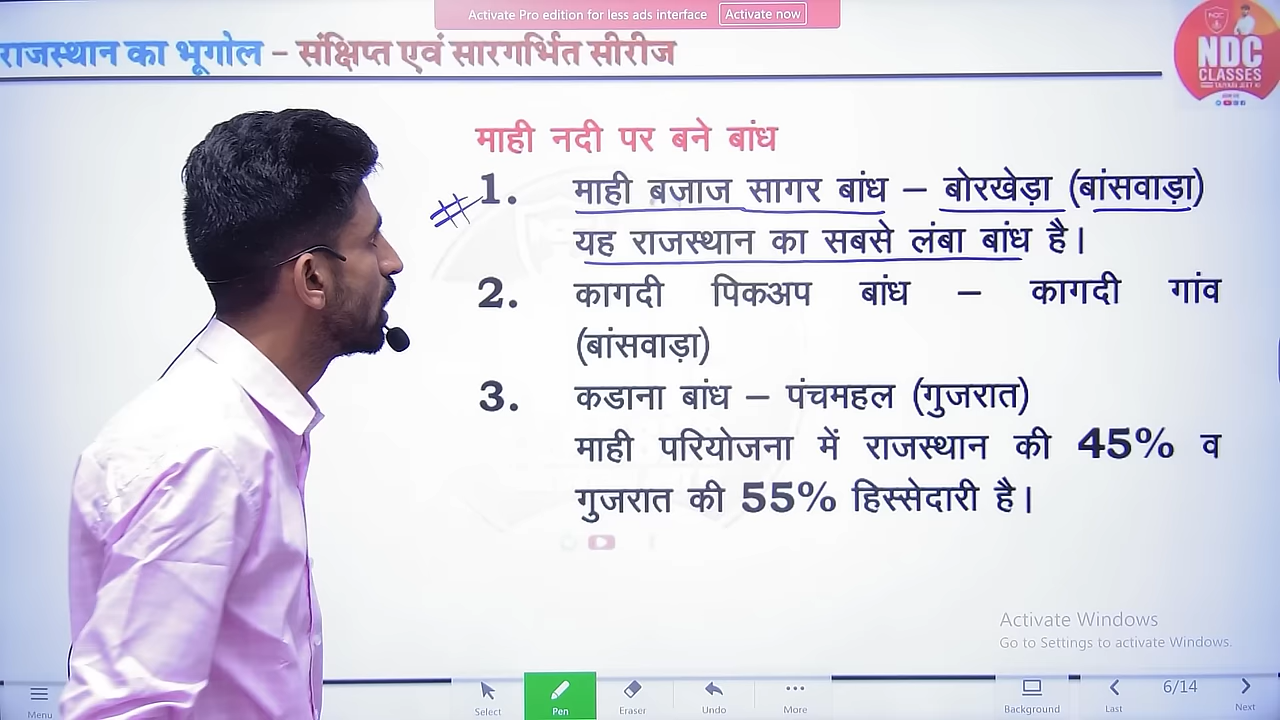 Activate Pro edition for less ads interface Activate now
राजस्थान का भूगोल – संक्षिप्त एवं सारगर्भित सीरीज
NDC
CLASSES
माही नदी पर बने बांध
1. माही बजाज सागर बांध – बोरखेड़ा (बांसवाड़ा)
यह राजस्थान का सबसे लंबा बांध है।
2. कागदी पिकअप बांध – कागदी गांव
(बांसवाड़ा)
3. कडाना बांध – पंचमहल (गुजरात)
माही परियोजना में राजस्थान की 45% व
गुजरात की 55% हिस्सेदारी है।
Activate Windows
Go to Settings to activate Windows.
Menu Select Pen Eraser Undo More Background Last 6/14 Next